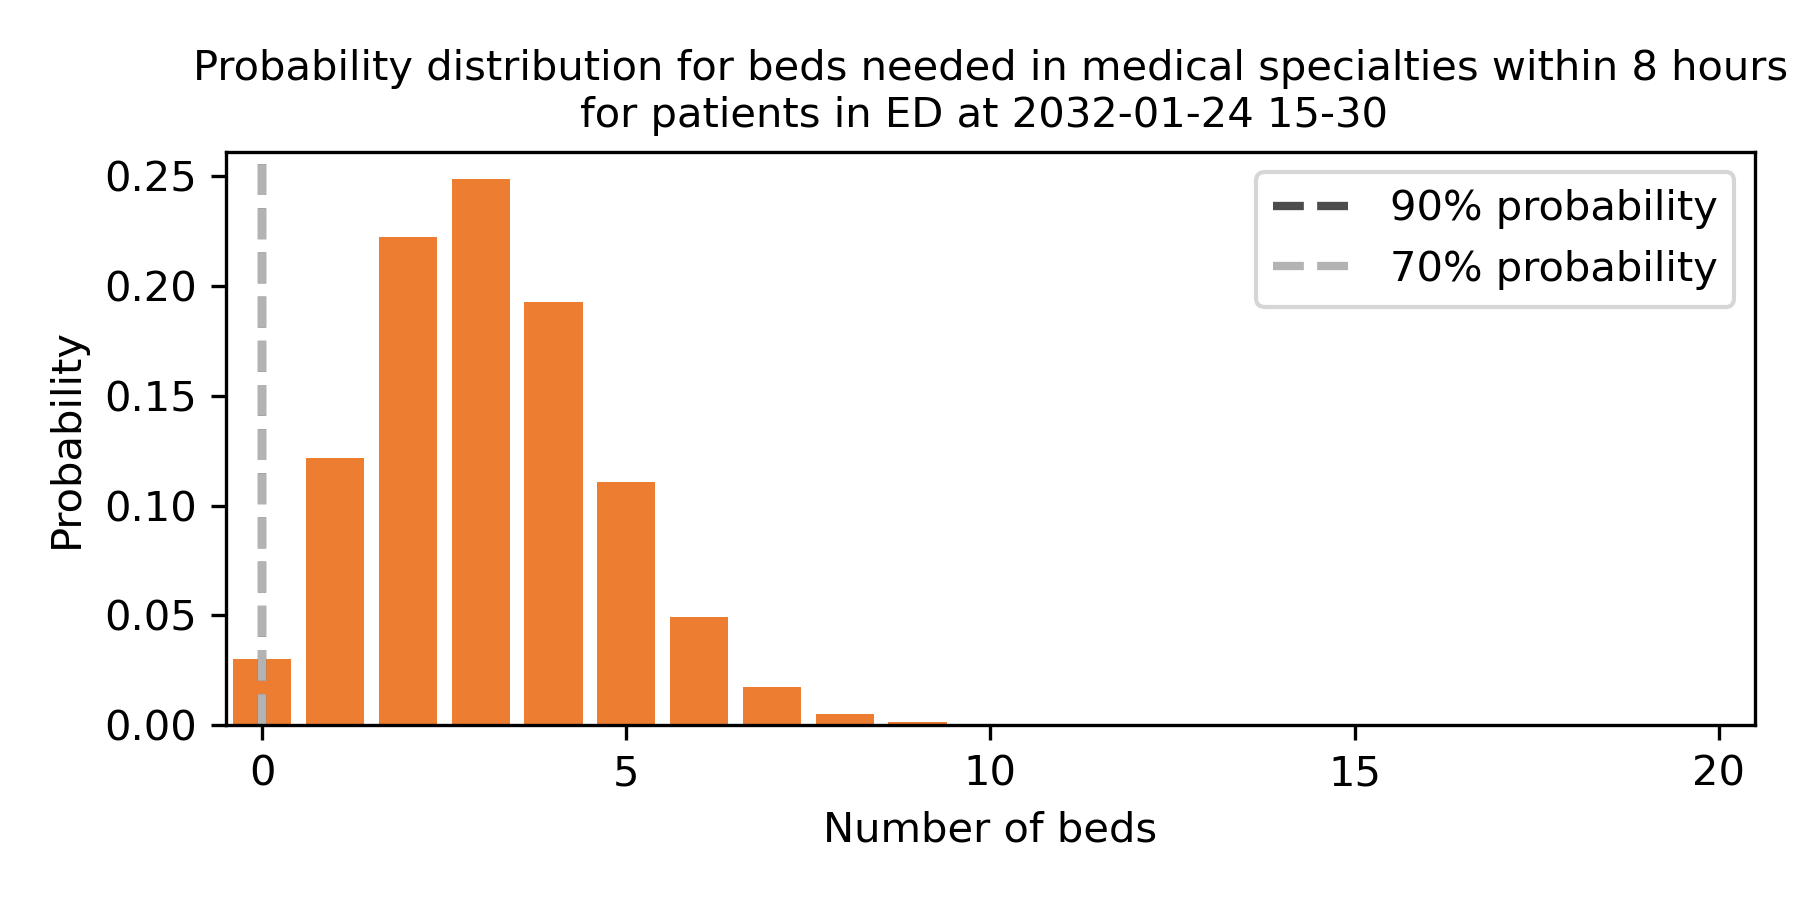 Probability distribution for beds needed in medical specialties within 8 hours
for patients in ED at 2032-01-24 15-30
90% probability
70% probability
Probability
0.25
0.20
0.15
0.10
0.05
0.00
0 5 10 15 20
Number of beds